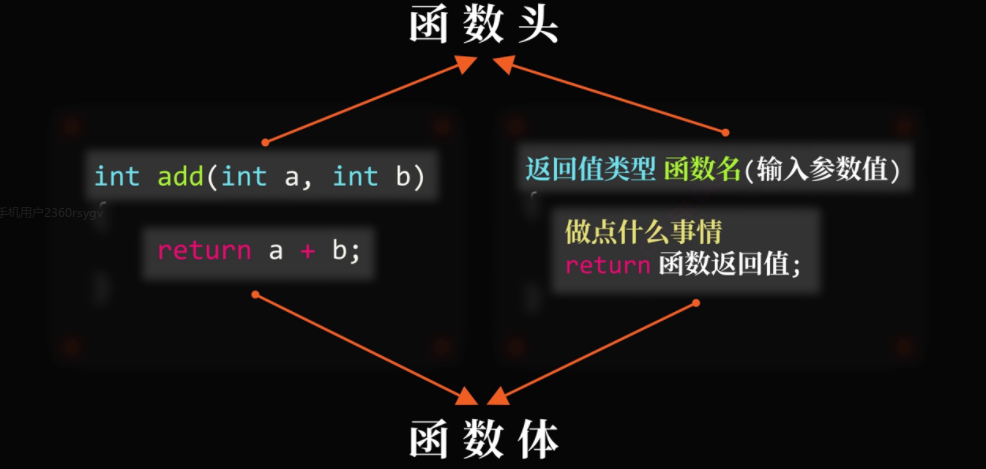 函数头
int add(int a, int b)
{
return a + b;
}
返回值类型 函数名(输入参数值)
{
做点什么事情
return 函数返回值;
}
函数体
手机用户2360rsygv